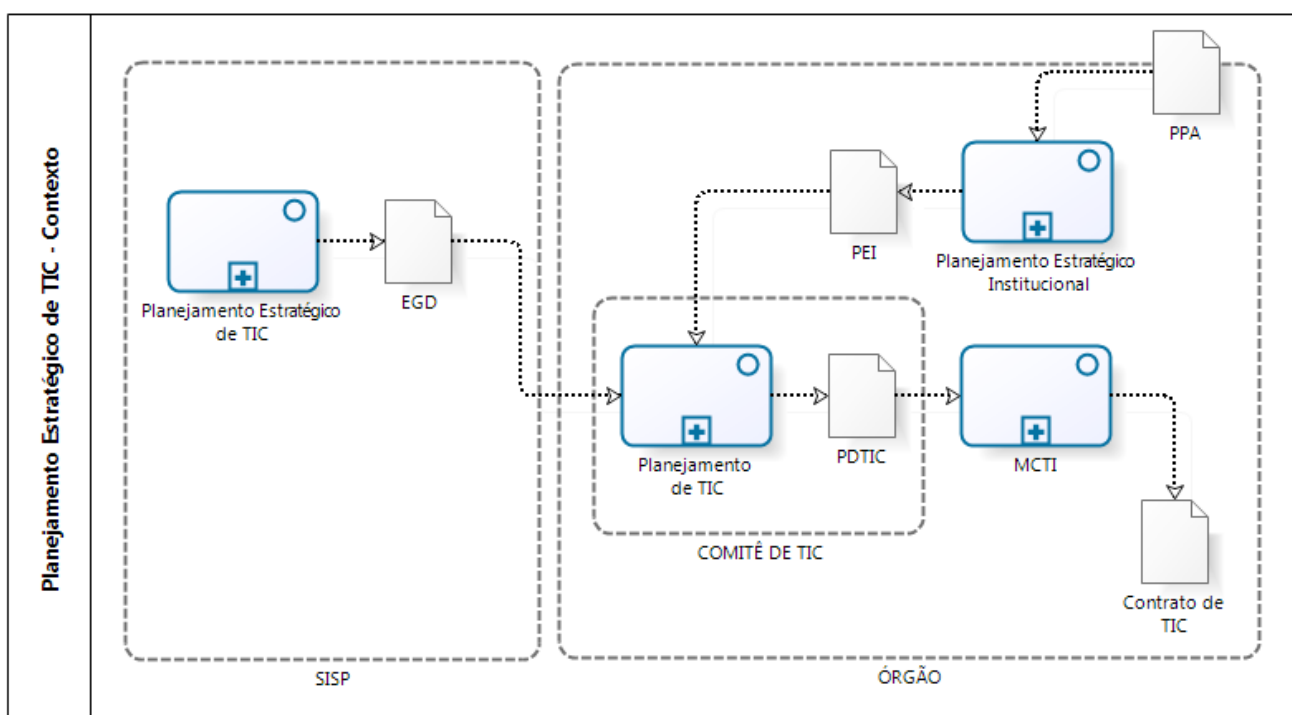 Planejamento Estratégico de TIC - Contexto
PPA
PEI
Planejamento Estratégico
Institucional
Planejamento Estratégico
de TIC
EGD
Planejamento
de TIC
PDTIC
MCTI
COMITÊ DE TIC
Contrato de
TIC
SISP
ÓRGÃO